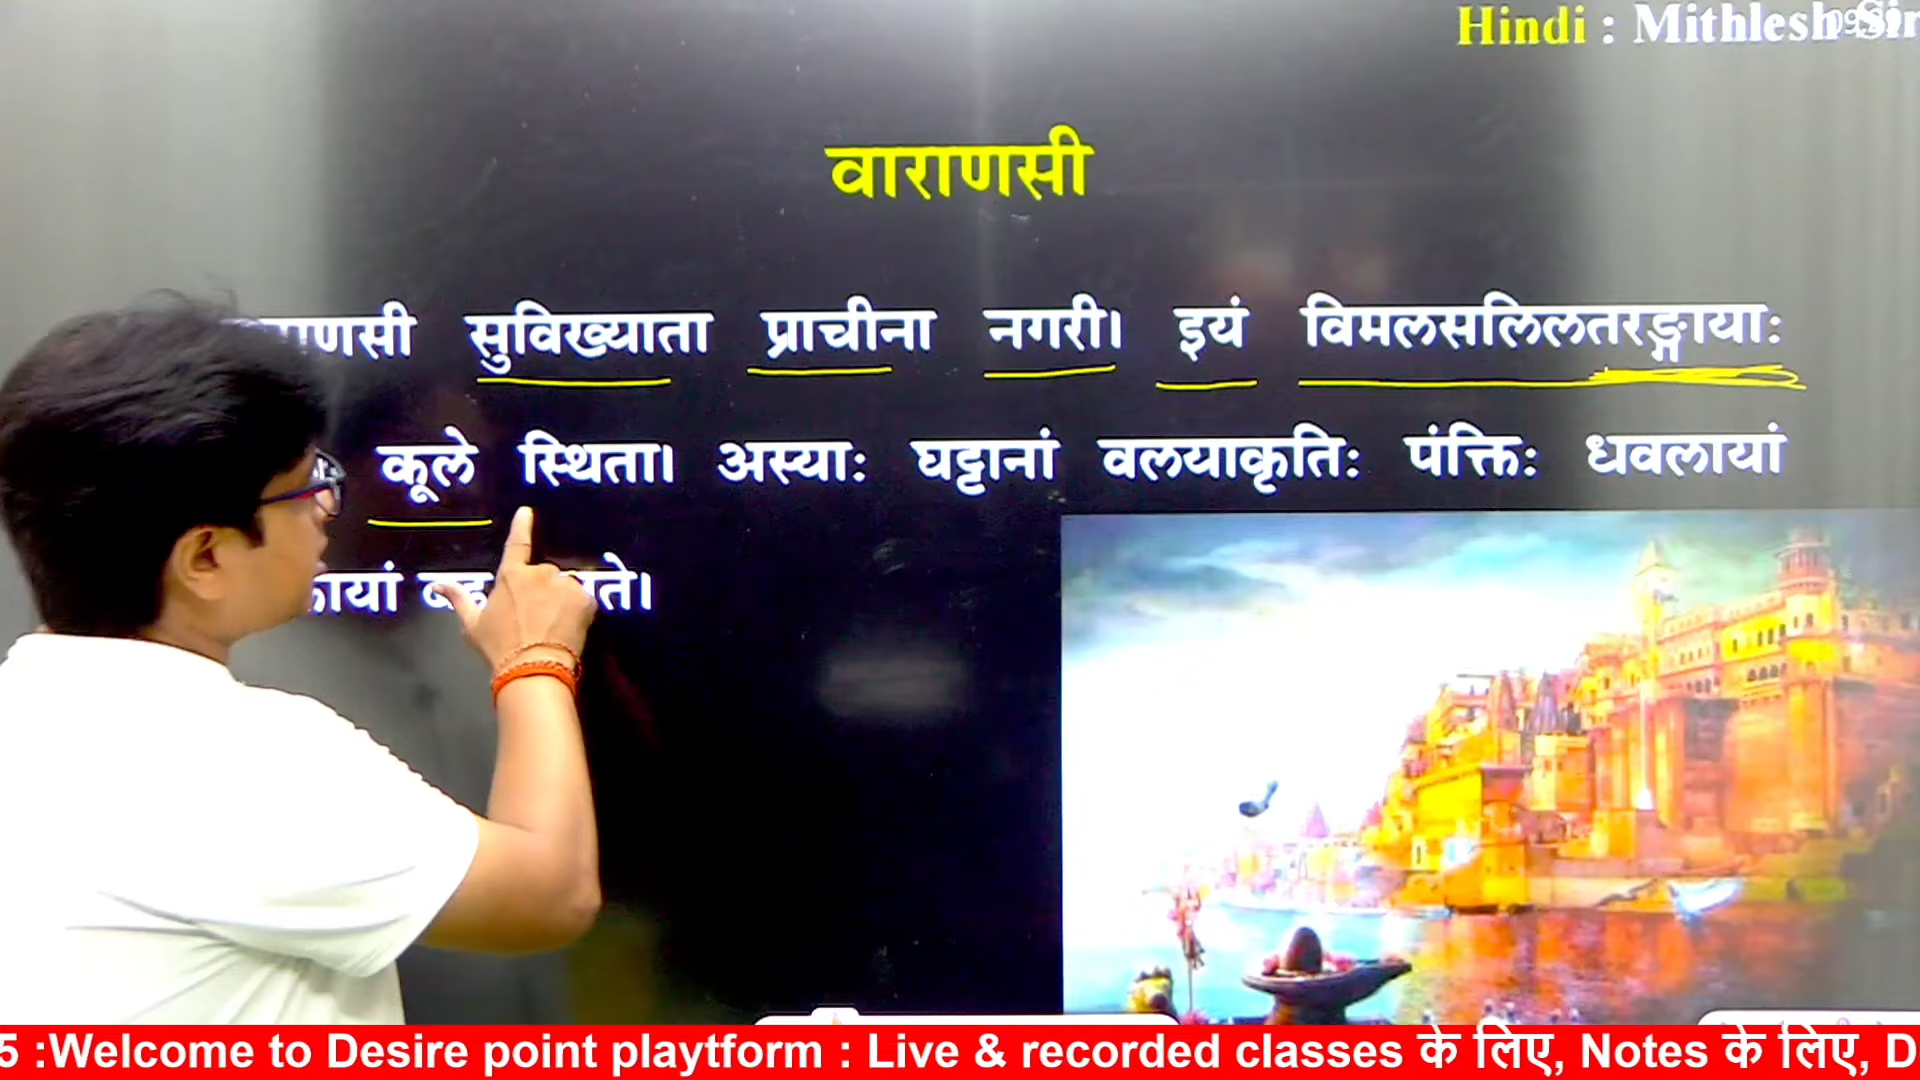 Hindi : Mithlesh Sir
वाराणसी
सुविख्याता प्राचीना नगरी। इयं विमलसलिलतरङ्गायाः
कूले स्थिता। अस्याः घट्टानां वलयाकृतिः पंक्तिः धवलायां
5 :Welcome to Desire point playtform : Live & recorded classes के लिए, Notes के लिए, D